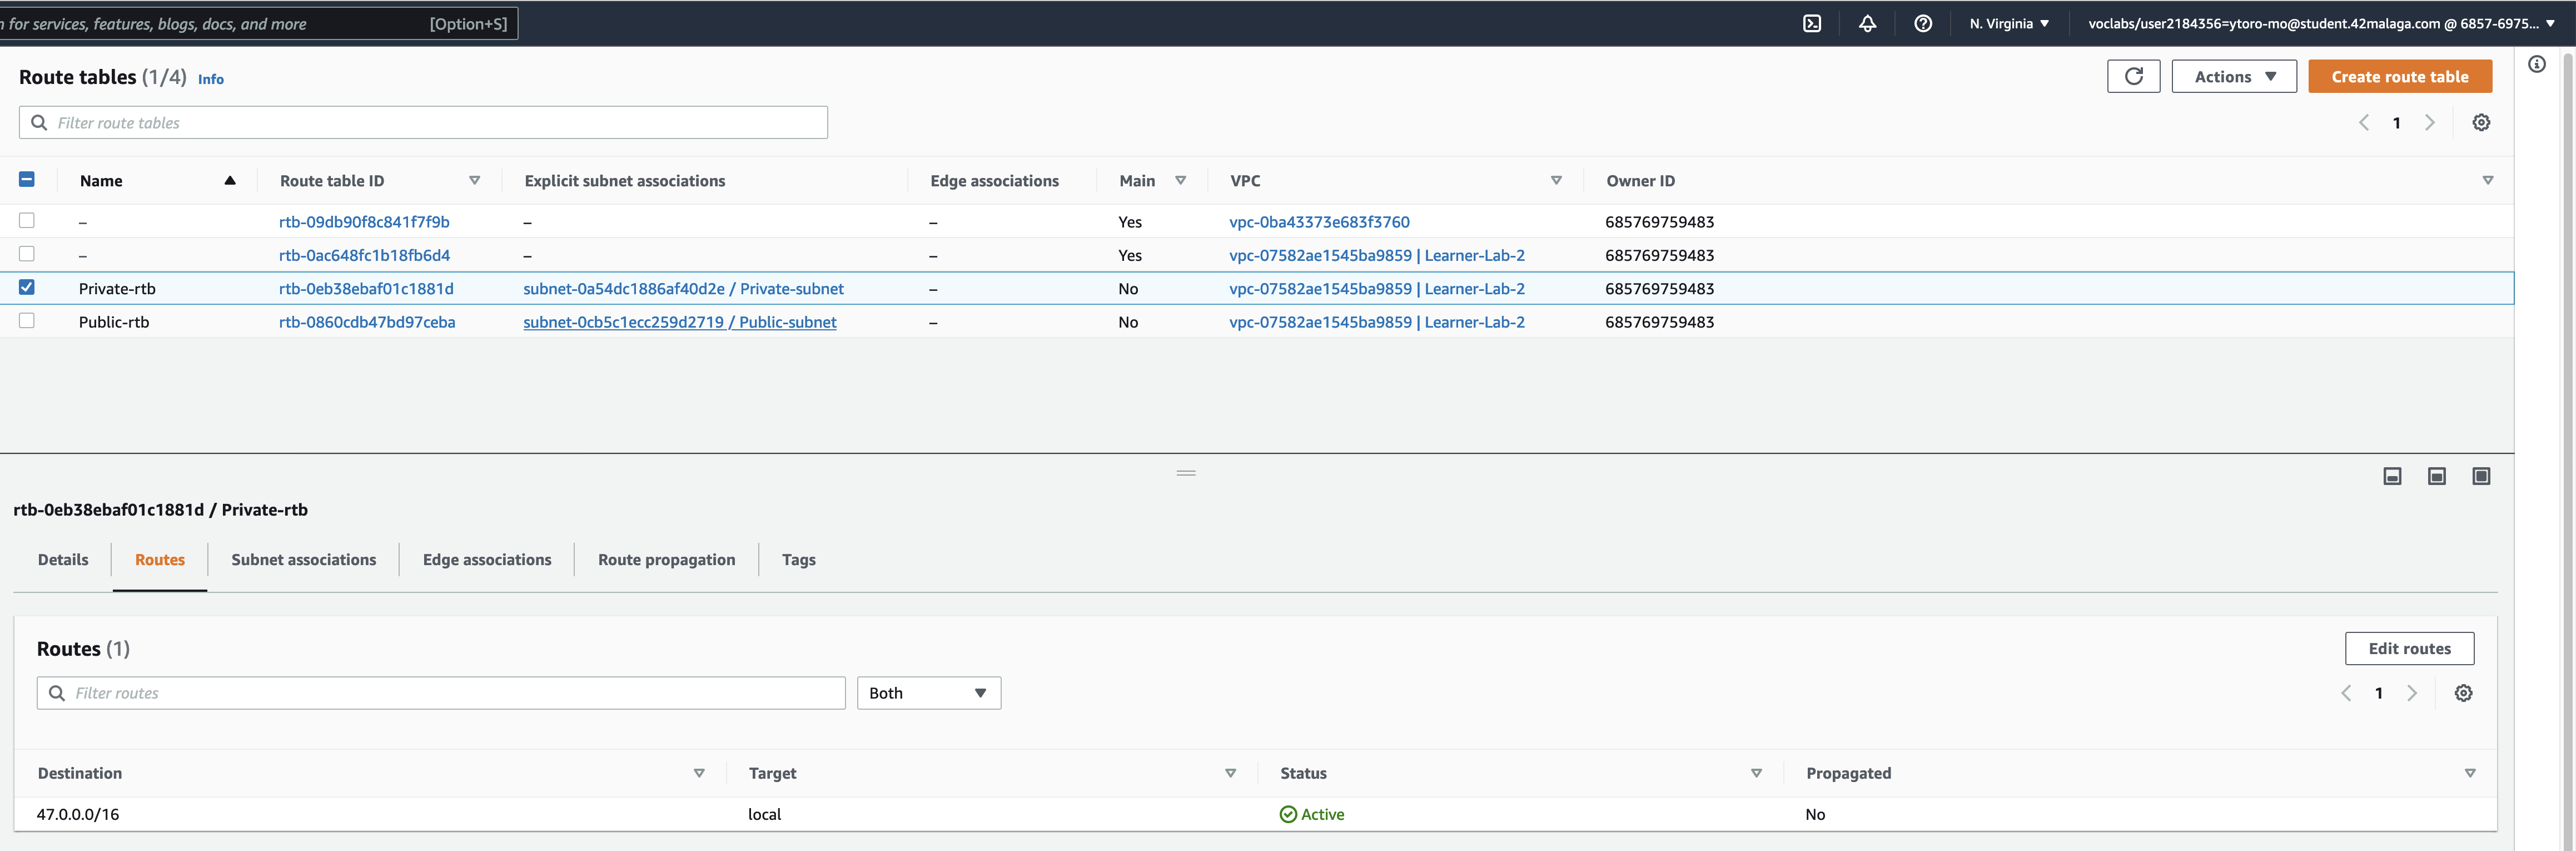 n for services, features, blogs, docs, and more [Option+S] N. Virginia ▼ voclabs/user2184356=ytoro-mo@student.42malaga.com @ 6857-6975... ▼
Route tables (1/4) Info Actions ▼ Create route table
Filter route tables 1
Name Route table ID Explicit subnet associations Edge associations Main VPC Owner ID
– rtb-09db90f8c841f7f9b – – Yes vpc-0ba43373e683f3760 685769759483
– rtb-0ac648fc1b18fb6d4 – – Yes vpc-07582ae1545ba9859 | Learner-Lab-2 685769759483
Private-rtb rtb-0eb38ebaf01c1881d subnet-0a54dc1886af40d2e / Private-subnet – No vpc-07582ae1545ba9859 | Learner-Lab-2 685769759483
Public-rtb rtb-0860cdb47bd97ceba subnet-0cb5c1ecc259d2719 / Public-subnet – No vpc-07582ae1545ba9859 | Learner-Lab-2 685769759483
rtb-0eb38ebaf01c1881d / Private-rtb
Details Routes Subnet associations Edge associations Route propagation Tags
Routes (1) Edit routes
Filter routes Both 1
Destination Target Status Propagated
47.0.0.0/16 local Active No